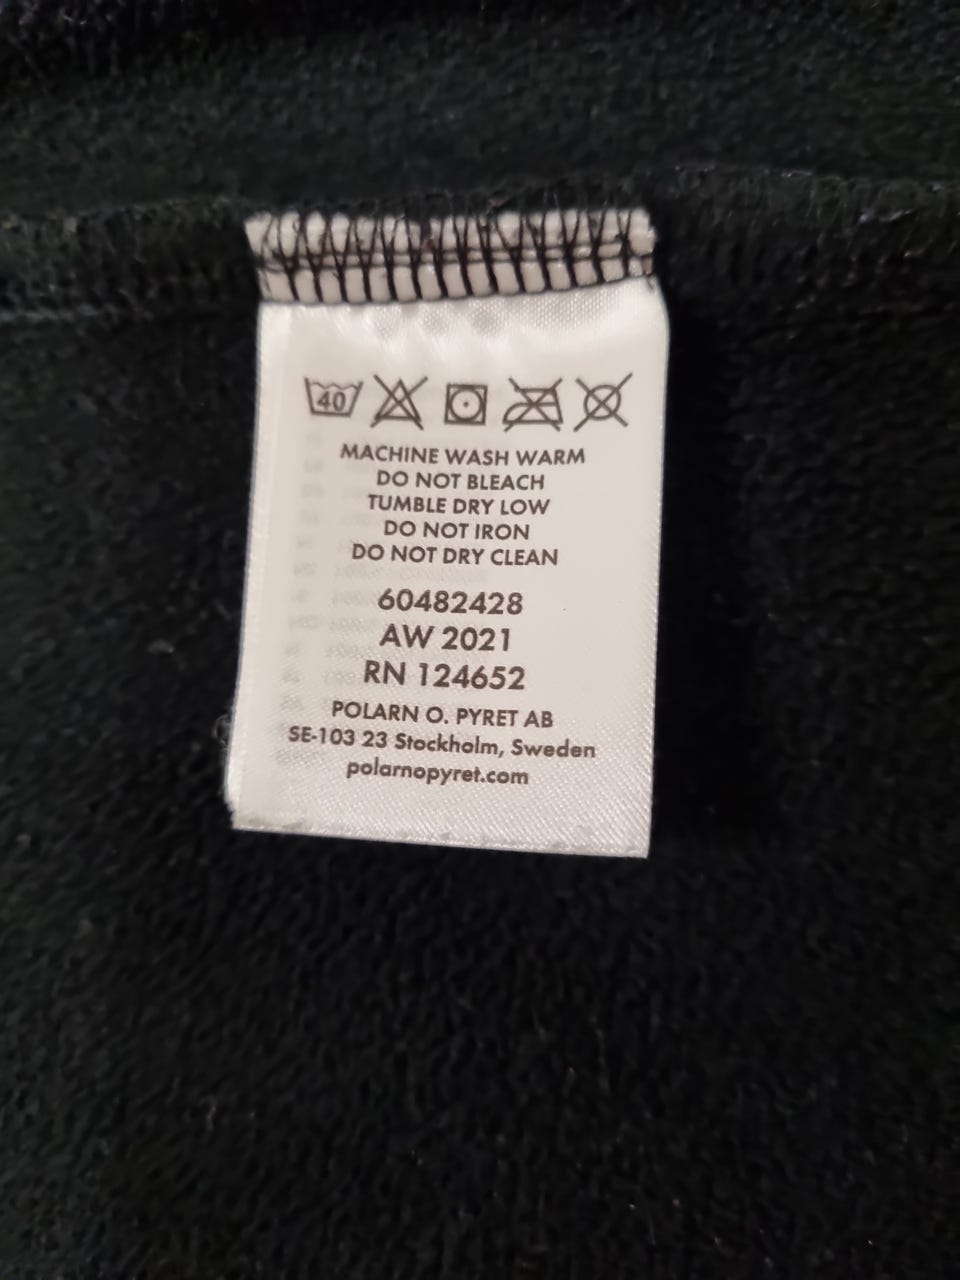 40
MACHINE WASH WARM
DO NOT BLEACH
TUMBLE DRY LOW
DO NOT IRON
DO NOT DRY CLEAN
60482428
AW 2021
RN 124652
POLARN O. PYRET AB
SE-103 23 Stockholm, Sweden
polarnopyret.com